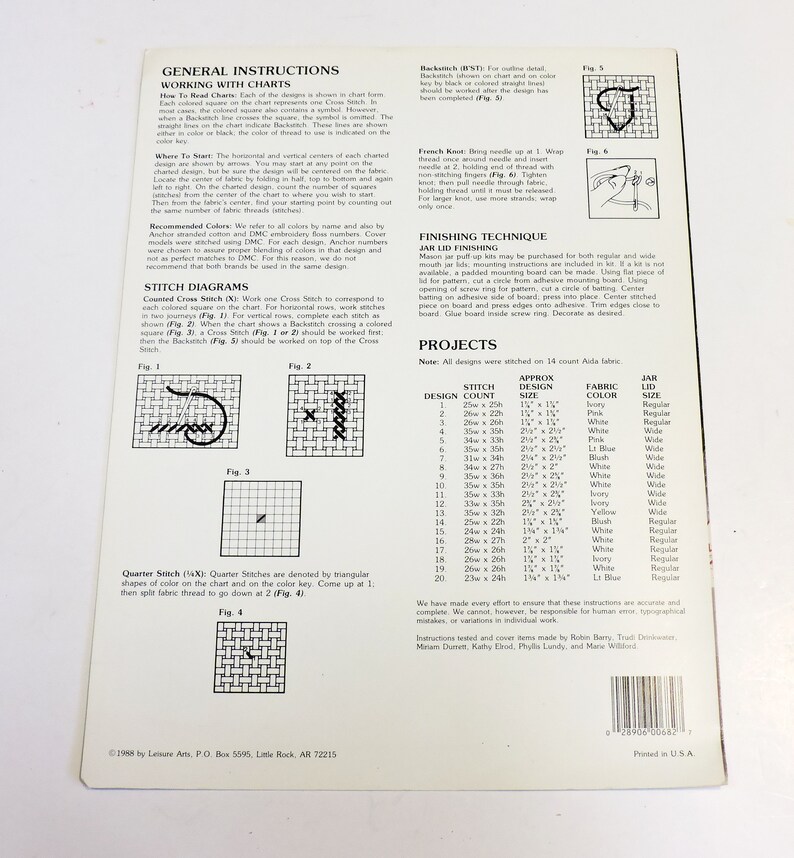 GENERAL INSTRUCTIONS
WORKING WITH CHARTS
How To Read Charts: Each of the designs is shown in chart form.
Each colored square on the chart represents one Cross Stitch. In
most cases, the colored square also contains a symbol. However,
when a Backstitch line crosses the square, the symbol is omitted. The
straight lines on the chart indicate Backstitch. These lines are shown
either in color or black; the color of thread to use is indicated on the
color key.
Where To Start: The horizontal and vertical centers of each charted
design are shown by arrows. You may start at any point on the
charted design, but be sure the design will be centered on the fabric.
Locate the center of fabric by folding in half, top to bottom and again
left to right. On the charted design, count the number of squares
(stitches) from the center of the chart to where you wish to start.
Then from the fabric's center, find your starting point by counting out
the same number of fabric threads (stitches).
Recommended Colors: We refer to all colors by name and also by
Anchor stranded cotton and DMC embroidery floss numbers. Cover
models were stitched using DMC. For each design, Anchor numbers
were chosen to assure proper blending of colors in that design and
not as perfect matches to DMC. For this reason, we do not
recommend that both brands be used in the same design.
STITCH DIAGRAMS
Counted Cross Stitch (X): Work one Cross Stitch to correspond to
each colored square on the chart. For horizontal rows, work stitches
in two journeys (Fig. 1). For vertical rows, complete each stitch as
shown (Fig. 2). When the chart shows a Backstitch crossing a colored
square (Fig. 3), a Cross Stitch (Fig. 1 or 2) should be worked first;
then the Backstitch (Fig. 5) should be worked on top of the Cross
Stitch.
Fig. 1
Fig. 2
Fig. 3
Quarter Stitch (¼X): Quarter Stitches are denoted by triangular
shapes of color on the chart and on the color key. Come up at 1;
then split fabric thread to go down at 2 (Fig. 4).
Fig. 4
©1988 by Leisure Arts, P.O. Box 5595, Little Rock, AR 72215
Backstitch (B'ST): For outline detail,
Backstitch (shown on chart and on color
key by black or colored straight lines)
should be worked after the design has
been completed (Fig. 5).
Fig. 5
French Knot: Bring needle up at 1. Wrap
thread once around needle and insert
needle at 2, holding end of thread with
non-stitching fingers (Fig. 6). Tighten
knot; then pull needle through fabric,
holding thread until it must be released.
For larger knot, use more strands; wrap
only once.
Fig. 6
FINISHING TECHNIQUE
JAR LID FINISHING
Mason jar puff-up kits may be purchased for both regular and wide
mouth jar lids; mounting instructions are included in kit. If a kit is not
available, a padded mounting board can be made. Using flat piece of
lid for pattern, cut a circle from adhesive mounting board. Using
opening of screw ring for pattern, cut a circle of batting. Center
batting on adhesive side of board; press into place. Center stitched
piece on board and press edges onto adhesive. Trim edges close to
board. Glue board inside screw ring. Decorate as desired.
PROJECTS
Note: All designs were stitched on 14 count Aida fabric.
DESIGN STITCH COUNT APPROX DESIGN SIZE FABRIC COLOR JAR LID SIZE
1. 25w x 25h Ivory Regular
2. 26w x 22h Pink Regular
3. 26w x 26h White Regular
4. 35w x 35h 2½" x 2½" White Wide
5. 34w x 33h Pink Wide
6. 35w x 35h 2½" x 2½" Lt Blue Wide
7. 31w x 34h 2¼" x 2½" Blush Wide
8. 34w x 27h 2½" x 2" White Wide
9. 35w x 36h White Wide
10. 35w x 35h 2½" x 2½" White Wide
11. 35w x 33h Ivory Wide
12. 33w x 35h Ivory Wide
13. 35w x 32h Yellow Wide
14. 25w x 22h Blush Regular
15. 24w x 24h 1¾" x 1¾" White Regular
16. 28w x 27h 2" x 2" White Regular
17. 26w x 26h White Regular
18. 26w x 26h Ivory Regular
19. 26w x 26h White Regular
20. 23w x 24h 1¾" x 1¾" Lt Blue Regular
We have made every effort to ensure that these instructions are accurate and
complete. We cannot, however, be responsible for human error, typographical
mistakes, or variations in individual work.
Instructions tested and cover items made by Robin Barry, Trudi Drinkwater,
Miriam Durrett, Kathy Elrod, Phyllis Lundy, and Marie Williford.
0 28906 00682 7
Printed in U.S.A.